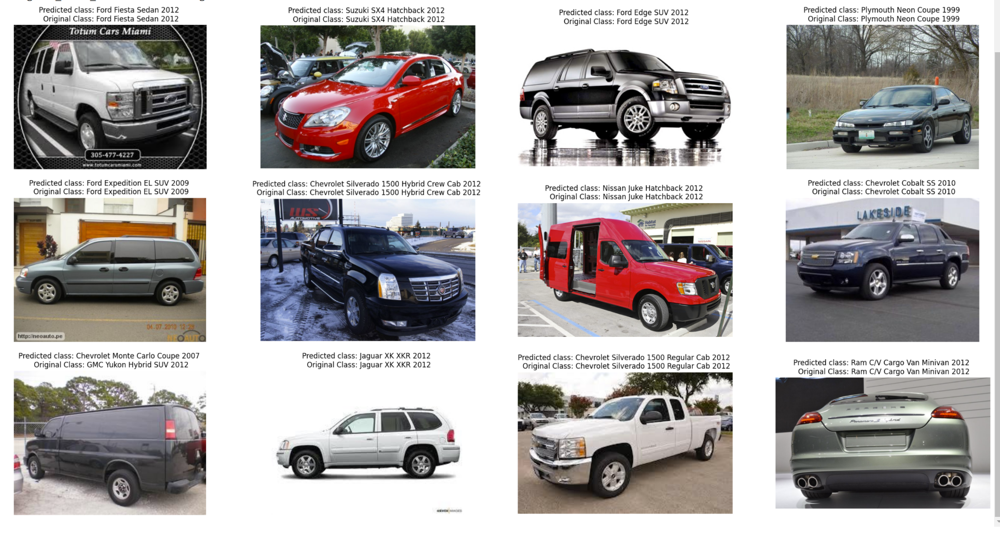 Predicted class: Ford Fiesta Sedan 2012
Original Class: Ford Fiesta Sedan 2012
Totum Cars Miami
305-477-4227
www.totumcarsmiami.com
Predicted class: Suzuki SX4 Hatchback 2012
Original Class: Suzuki SX4 Hatchback 2012
Predicted class: Ford Edge SUV 2012
Original Class: Ford Edge SUV 2012
Predicted class: Plymouth Neon Coupe 1999
Original Class: Plymouth Neon Coupe 1999
Predicted class: Ford Expedition EL SUV 2009
Original Class: Ford Expedition EL SUV 2009
04.07.2010 12:28
http://neoauto.pe
NEOAUTO
Predicted class: Chevrolet Silverado 1500 Hybrid Crew Cab 2012
Original Class: Chevrolet Silverado 1500 Hybrid Crew Cab 2012
WS
AUTOMOTIVE
Predicted class: Nissan Juke Hatchback 2012
Original Class: Nissan Juke Hatchback 2012
Habitat
NISSAN
Predicted class: Chevrolet Cobalt SS 2010
Original Class: Chevrolet Cobalt SS 2010
LAKESIDE
Predicted class: Chevrolet Monte Carlo Coupe 2007
Original Class: GMC Yukon Hybrid SUV 2012
Predicted class: Jaguar XK XKR 2012
Original Class: Jaguar XK XKR 2012
©EVOX IMAGES
Predicted class: Chevrolet Silverado 1500 Regular Cab 2012
Original Class: Chevrolet Silverado 1500 Regular Cab 2012
Predicted class: Ram C/V Cargo Van Minivan 2012
Original Class: Ram C/V Cargo Van Minivan 2012
PORSCHE
Panamera S